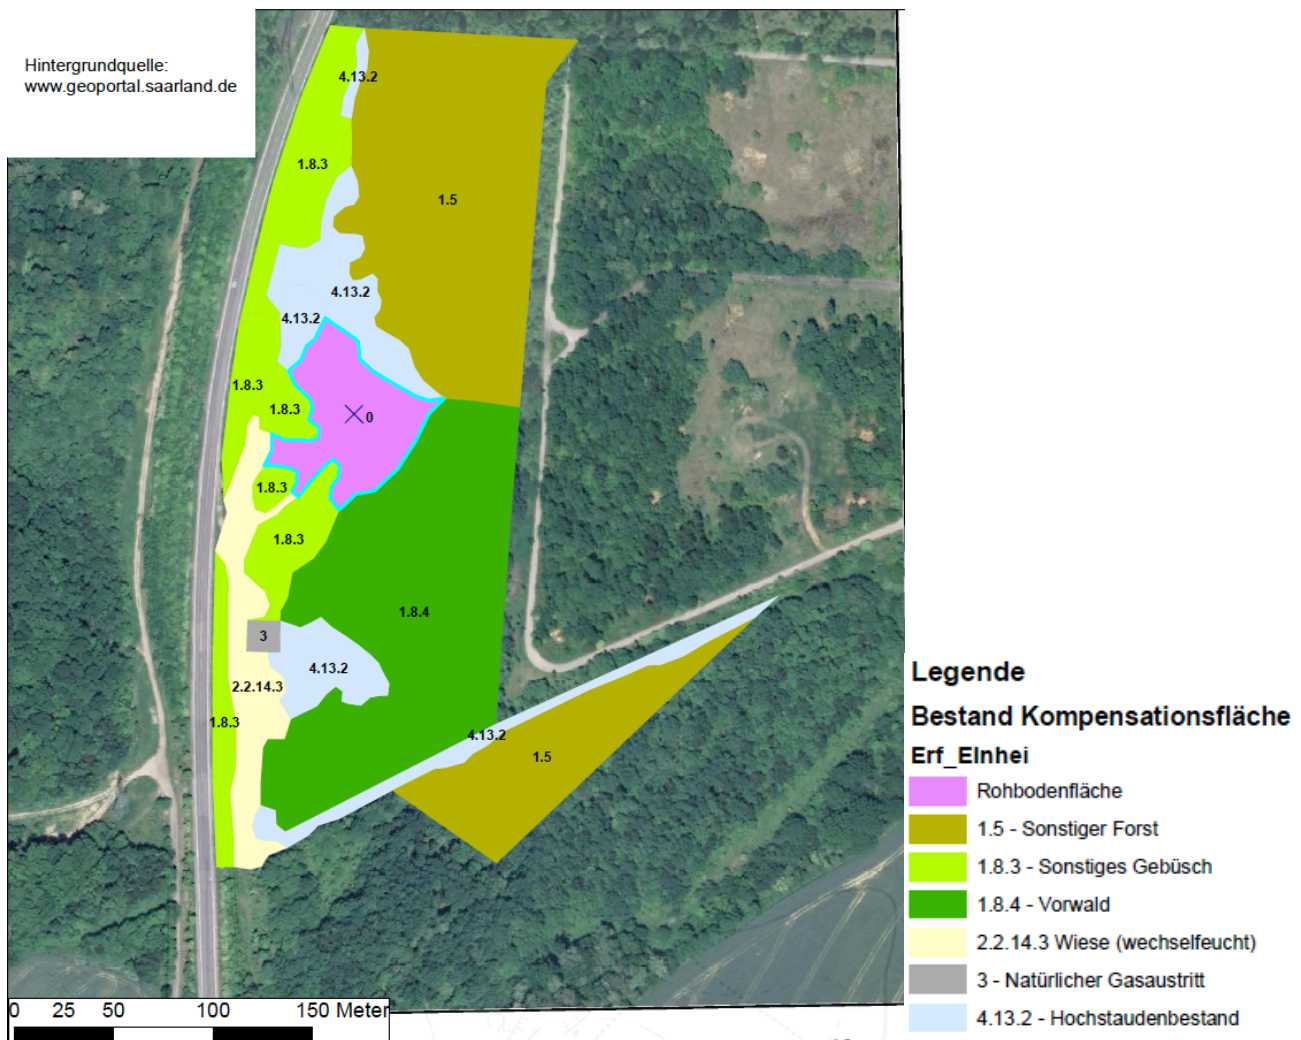 Hintergrundquelle:
www.geoportal.saarland.de
4.13.2
1.8.3
1.5
4.13.2
4.13.2
1.8.3
1.8.3
0
1.8.3
1.8.3
1.8.4
3
4.13.2
2.2.14.3
1.8.3
4.13.2
1.5
Legende
Bestand Kompensationsfläche
Erf_EInhei
Rohbodenfläche
1.5 - Sonstiger Forst
1.8.3 - Sonstiges Gebüsch
1.8.4 - Vorwald
2.2.14.3 Wiese (wechselfeucht)
3 - Natürlicher Gasaustritt
4.13.2 - Hochstaudenbestand
0 25 50 100 150 Meter